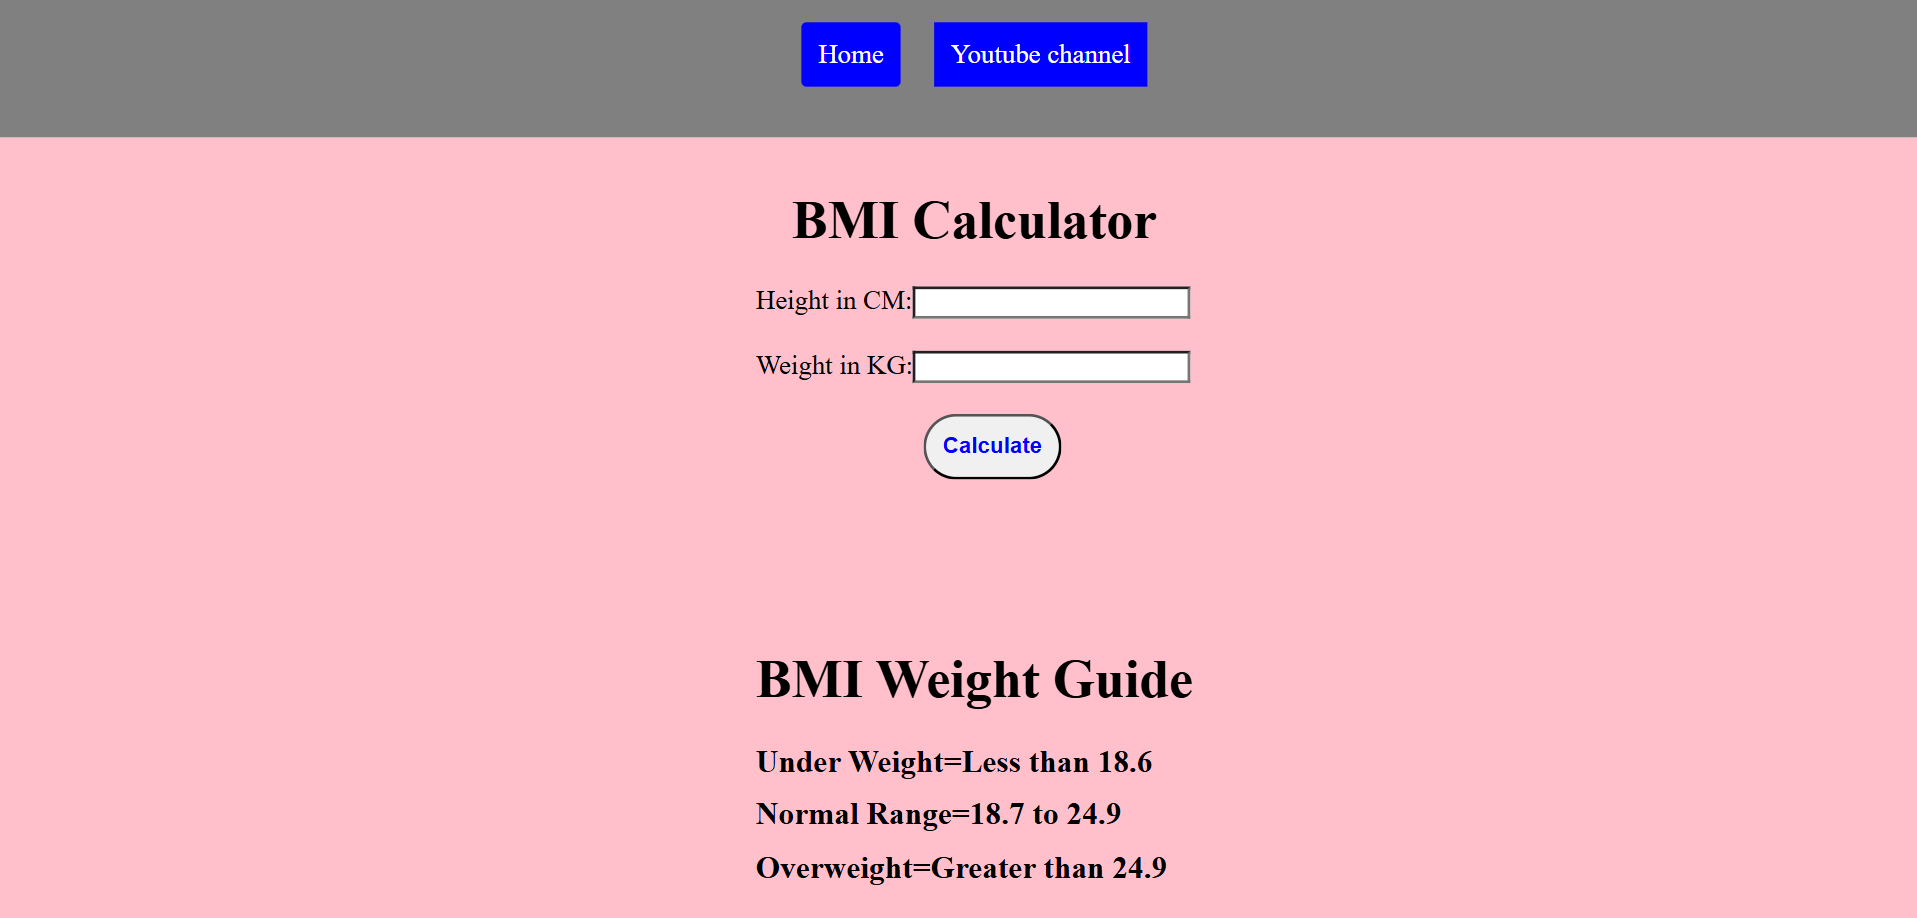 Home Youtube channel
BMI Calculator
Height in CM:
Weight in KG:
Calculate
BMI Weight Guide
Under Weight=Less than 18.6
Normal Range=18.7 to 24.9
Overweight=Greater than 24.9